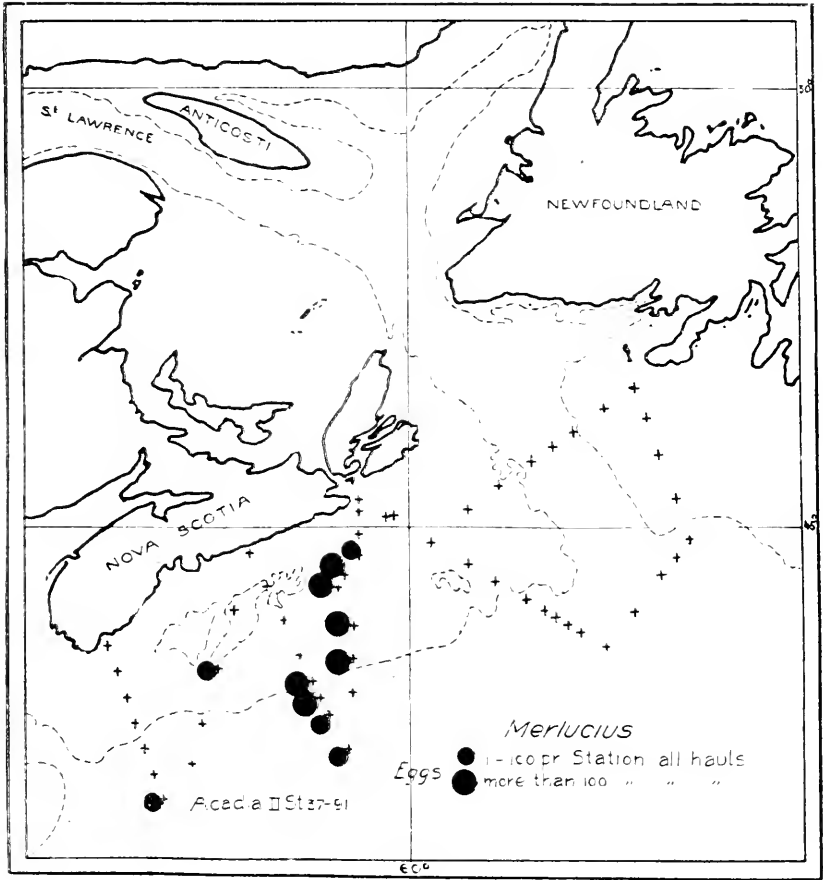 50°
St LAWRENCE
ANTICOSTI
NEWFOUNDLAND
NOVA SCOTIA
Merlucius
Eggs
1-100 pr Station all hauls
more than 100 " " "
Acadia II St 37-91
60°